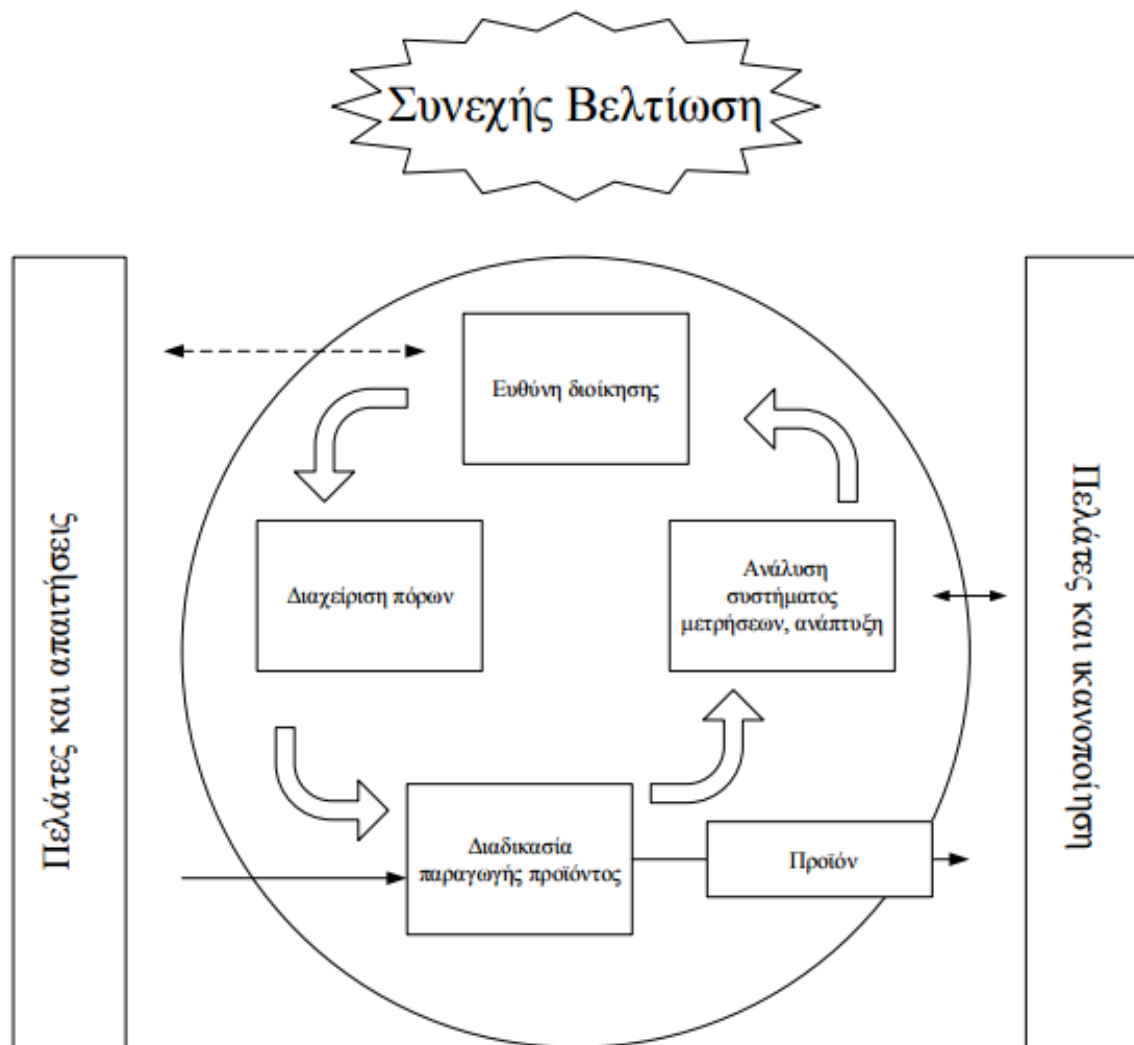 Συνεχής Βελτίωση
Πελάτες και απαιτήσεις
Ευθύνη διοίκησης
Διαχείριση πόρων
Ανάλυση
συστήματος
μετρήσεων, ανάπτυξη
Διαδικασία
παραγωγής προϊόντος
Προϊόν
Πελάτες και ικανοποίηση